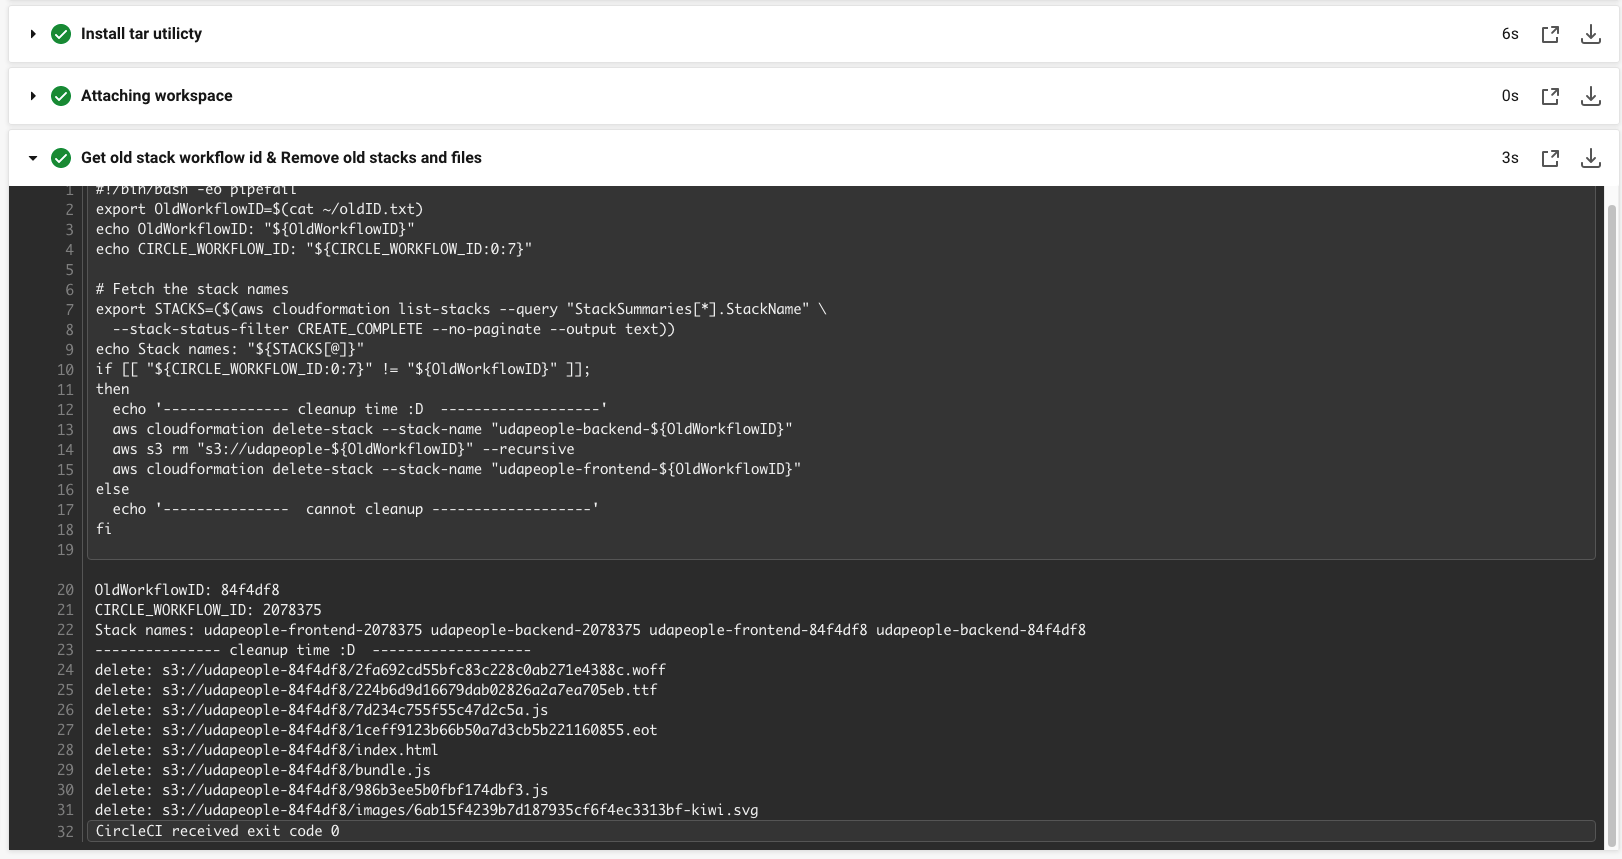 Install tar utilicty 6s
Attaching workspace 0s
Get old stack workflow id & Remove old stacks and files 3s
1 #!/bin/bash -eo pipefail
2 export OldWorkflowID=$(cat ~/oldID.txt)
3 echo OldWorkflowID: "${OldWorkflowID}"
4 echo CIRCLE_WORKFLOW_ID: "${CIRCLE_WORKFLOW_ID:0:7}"
5
6 # Fetch the stack names
7 export STACKS=($(aws cloudformation list-stacks --query "StackSummaries[*].StackName" \
8   --stack-status-filter CREATE_COMPLETE --no-paginate --output text))
9 echo Stack names: "${STACKS[@]}"
10 if [[ "${CIRCLE_WORKFLOW_ID:0:7}" != "${OldWorkflowID}" ]];
11 then
12   echo '--------------- cleanup time :D  -------------------'
13   aws cloudformation delete-stack --stack-name "udapeople-backend-${OldWorkflowID}"
14   aws s3 rm "s3://udapeople-${OldWorkflowID}" --recursive
15   aws cloudformation delete-stack --stack-name "udapeople-frontend-${OldWorkflowID}"
16 else
17   echo '---------------  cannot cleanup -------------------'
18 fi
19
20 OldWorkflowID: 84f4df8
21 CIRCLE_WORKFLOW_ID: 2078375
22 Stack names: udapeople-frontend-2078375 udapeople-backend-2078375 udapeople-frontend-84f4df8 udapeople-backend-84f4df8
23 --------------- cleanup time :D  -------------------
24 delete: s3://udapeople-84f4df8/2fa692cd55bfc83c228c0ab271e4388c.woff
25 delete: s3://udapeople-84f4df8/224b6d9d16679dab02826a2a7ea705eb.ttf
26 delete: s3://udapeople-84f4df8/7d234c755f55c47d2c5a.js
27 delete: s3://udapeople-84f4df8/1ceff9123b66b50a7d3cb5b221160855.eot
28 delete: s3://udapeople-84f4df8/index.html
29 delete: s3://udapeople-84f4df8/bundle.js
30 delete: s3://udapeople-84f4df8/986b3ee5b0fbf174dbf3.js
31 delete: s3://udapeople-84f4df8/images/6ab15f4239b7d187935cf6f4ec3313bf-kiwi.svg
32 CircleCI received exit code 0